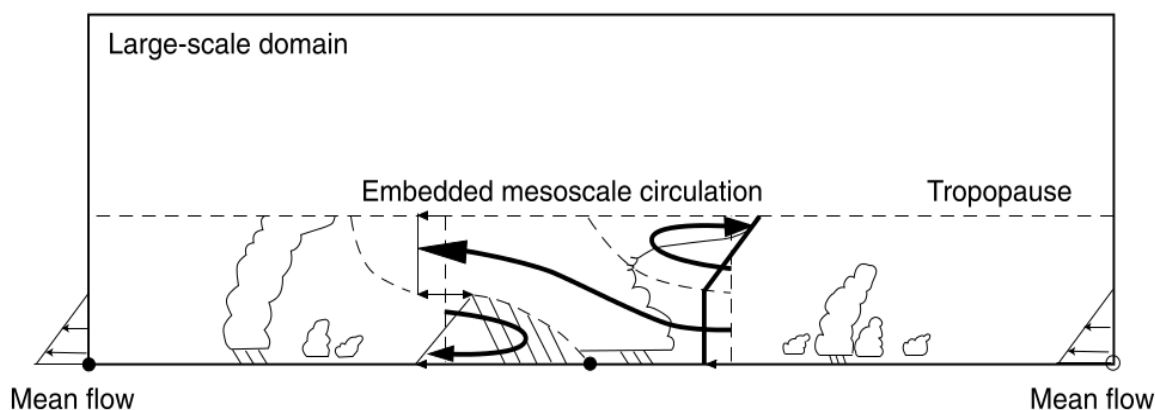 Large-scale domain
Embedded mesoscale circulation
Tropopause
Mean flow
Mean flow